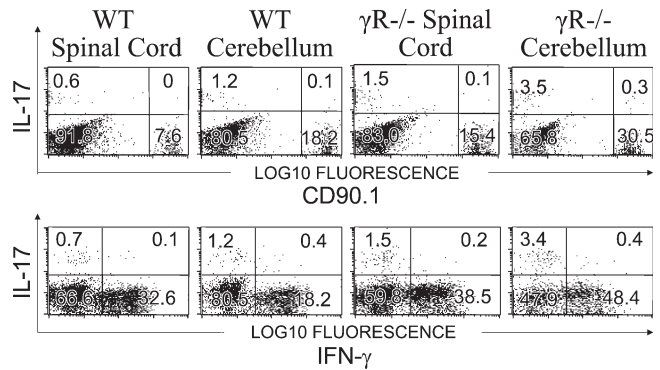 WT Spinal Cord
WT Cerebellum
γR-/- Spinal Cord
γR-/- Cerebellum
IL-17
0.6 0
91.8 7.6
1.2 0.1
80.5 18.2
1.5 0.1
83.0 15.4
3.5 0.3
65.8 30.5
LOG10 FLUORESCENCE
CD90.1
IL-17
0.7 0.1
66.6 32.6
1.2 0.4
80.5 18.2
1.5 0.2
59.8 38.5
3.4 0.4
47.9 48.4
LOG10 FLUORESCENCE
IFN-γ